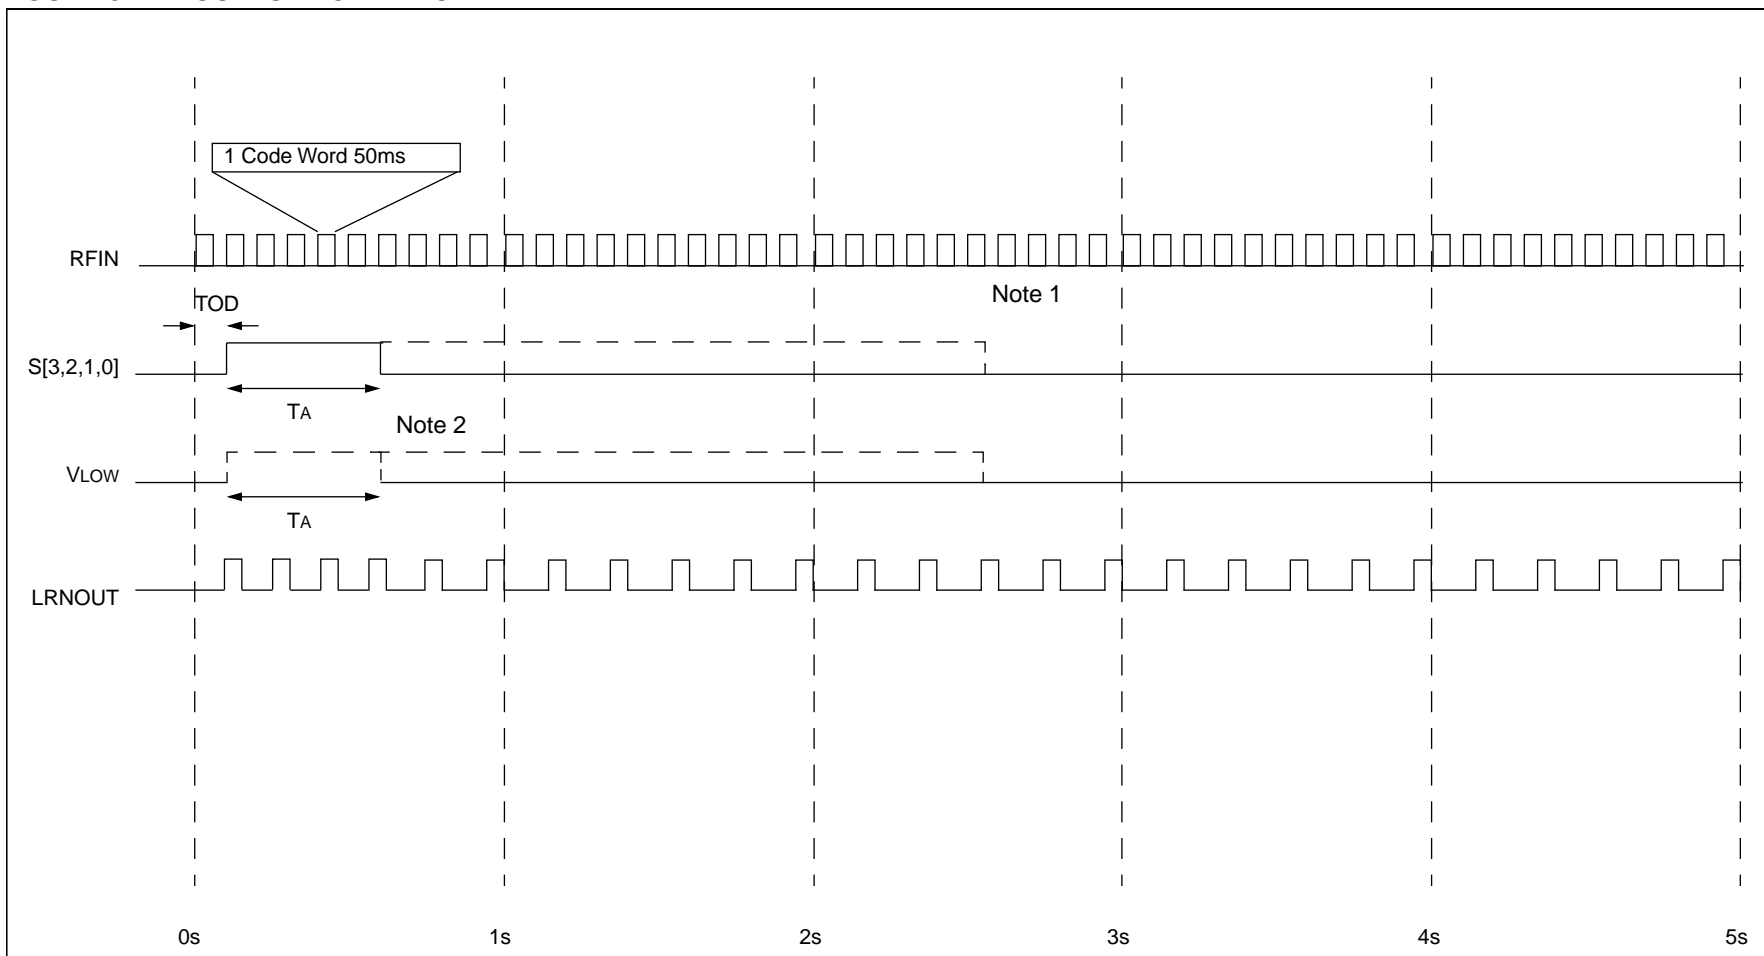 1 Code Word 50ms
RFIN
TOD
Note 1
S[3,2,1,0]
TA
Note 2
VLOW
TA
LRNOUT
0s 1s 2s 3s 4s 5s